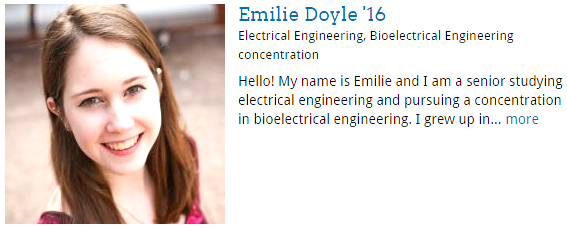 Emilie Doyle '16
Electrical Engineering, Bioelectrical Engineering
concentration
Hello! My name is Emilie and I am a senior studying
electrical engineering and pursuing a concentration
in bioelectrical engineering. I grew up in... more